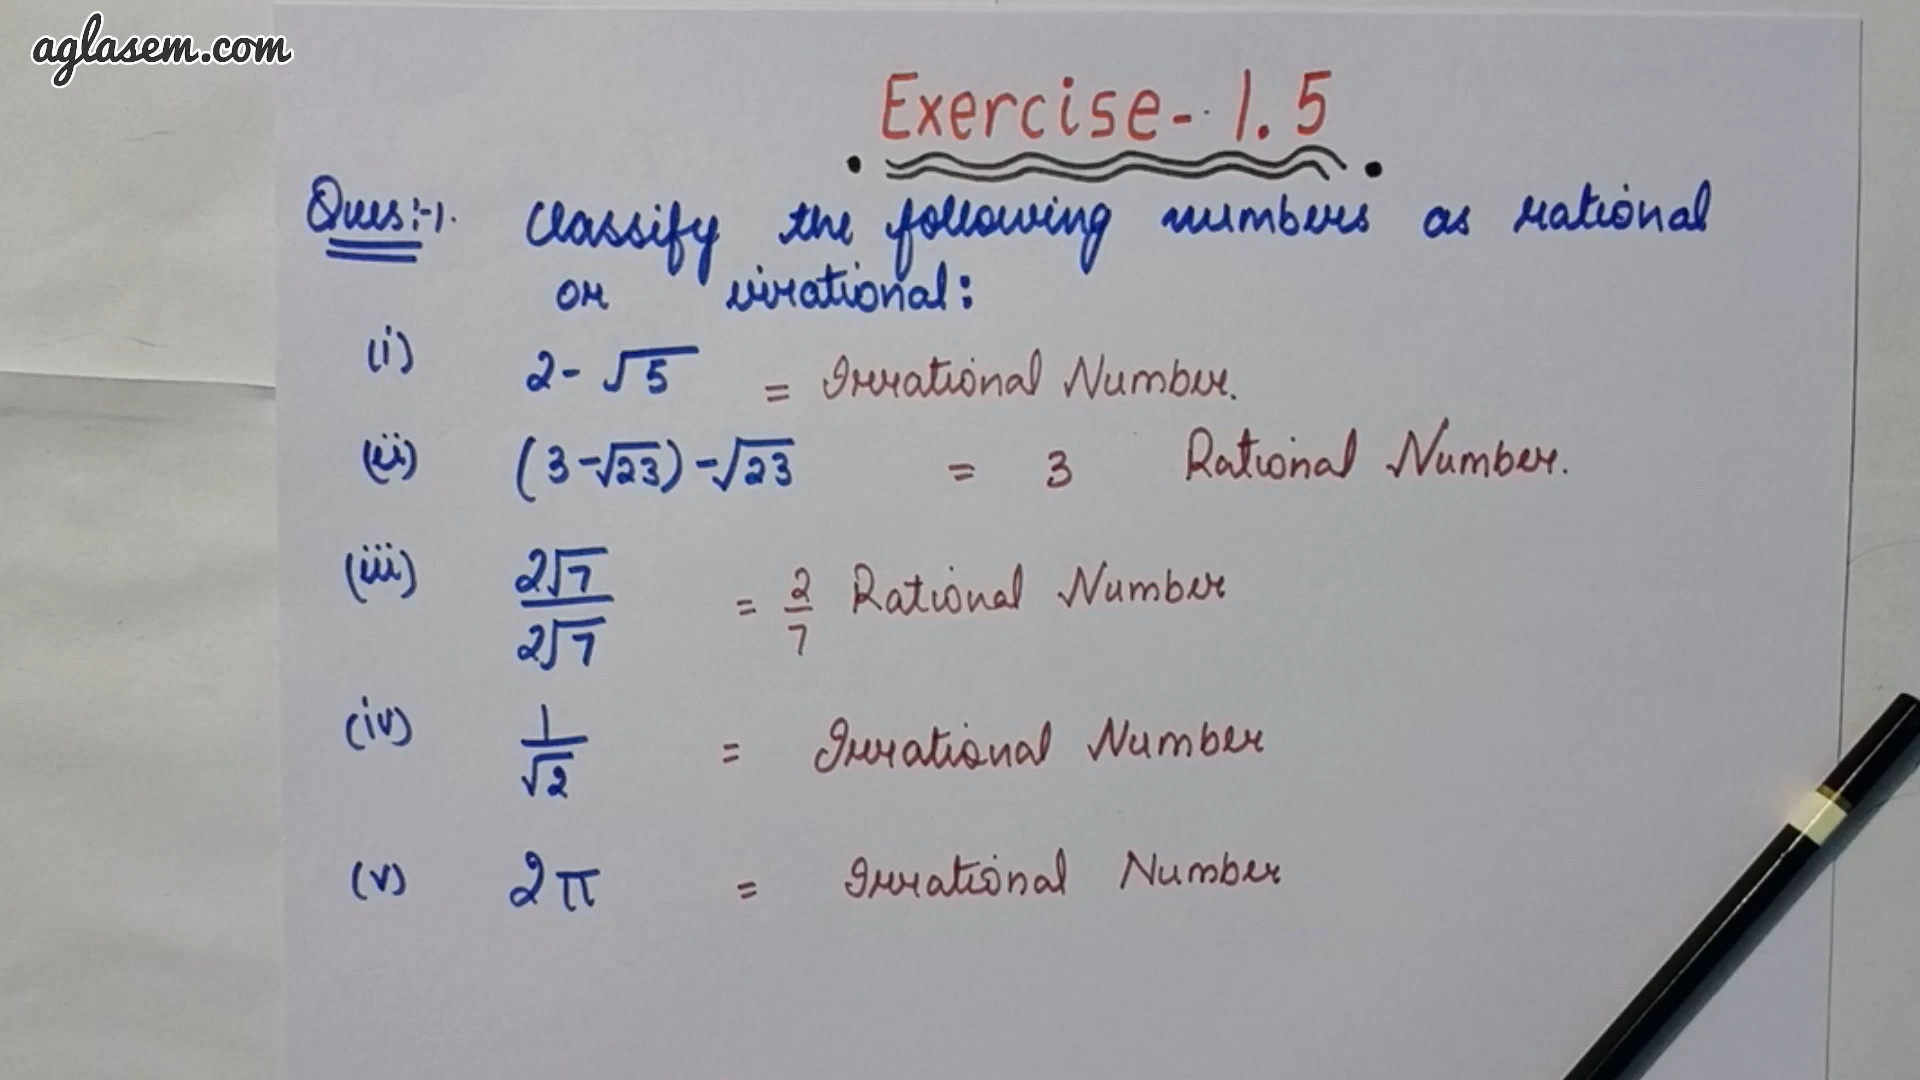 aglasem.com
Exercise - 1.5
Ques:-1. Classify the following numbers as rational
or irrational:
(i) 2 - √5 = Irrational Number.
(ii) (3 - √23) - √23 = 3 Rational Number.
(iii) 2√7/2√7 = 2/7 Rational Number
(iv) 1/√2 = Irrational Number
(v) 2π = Irrational Number